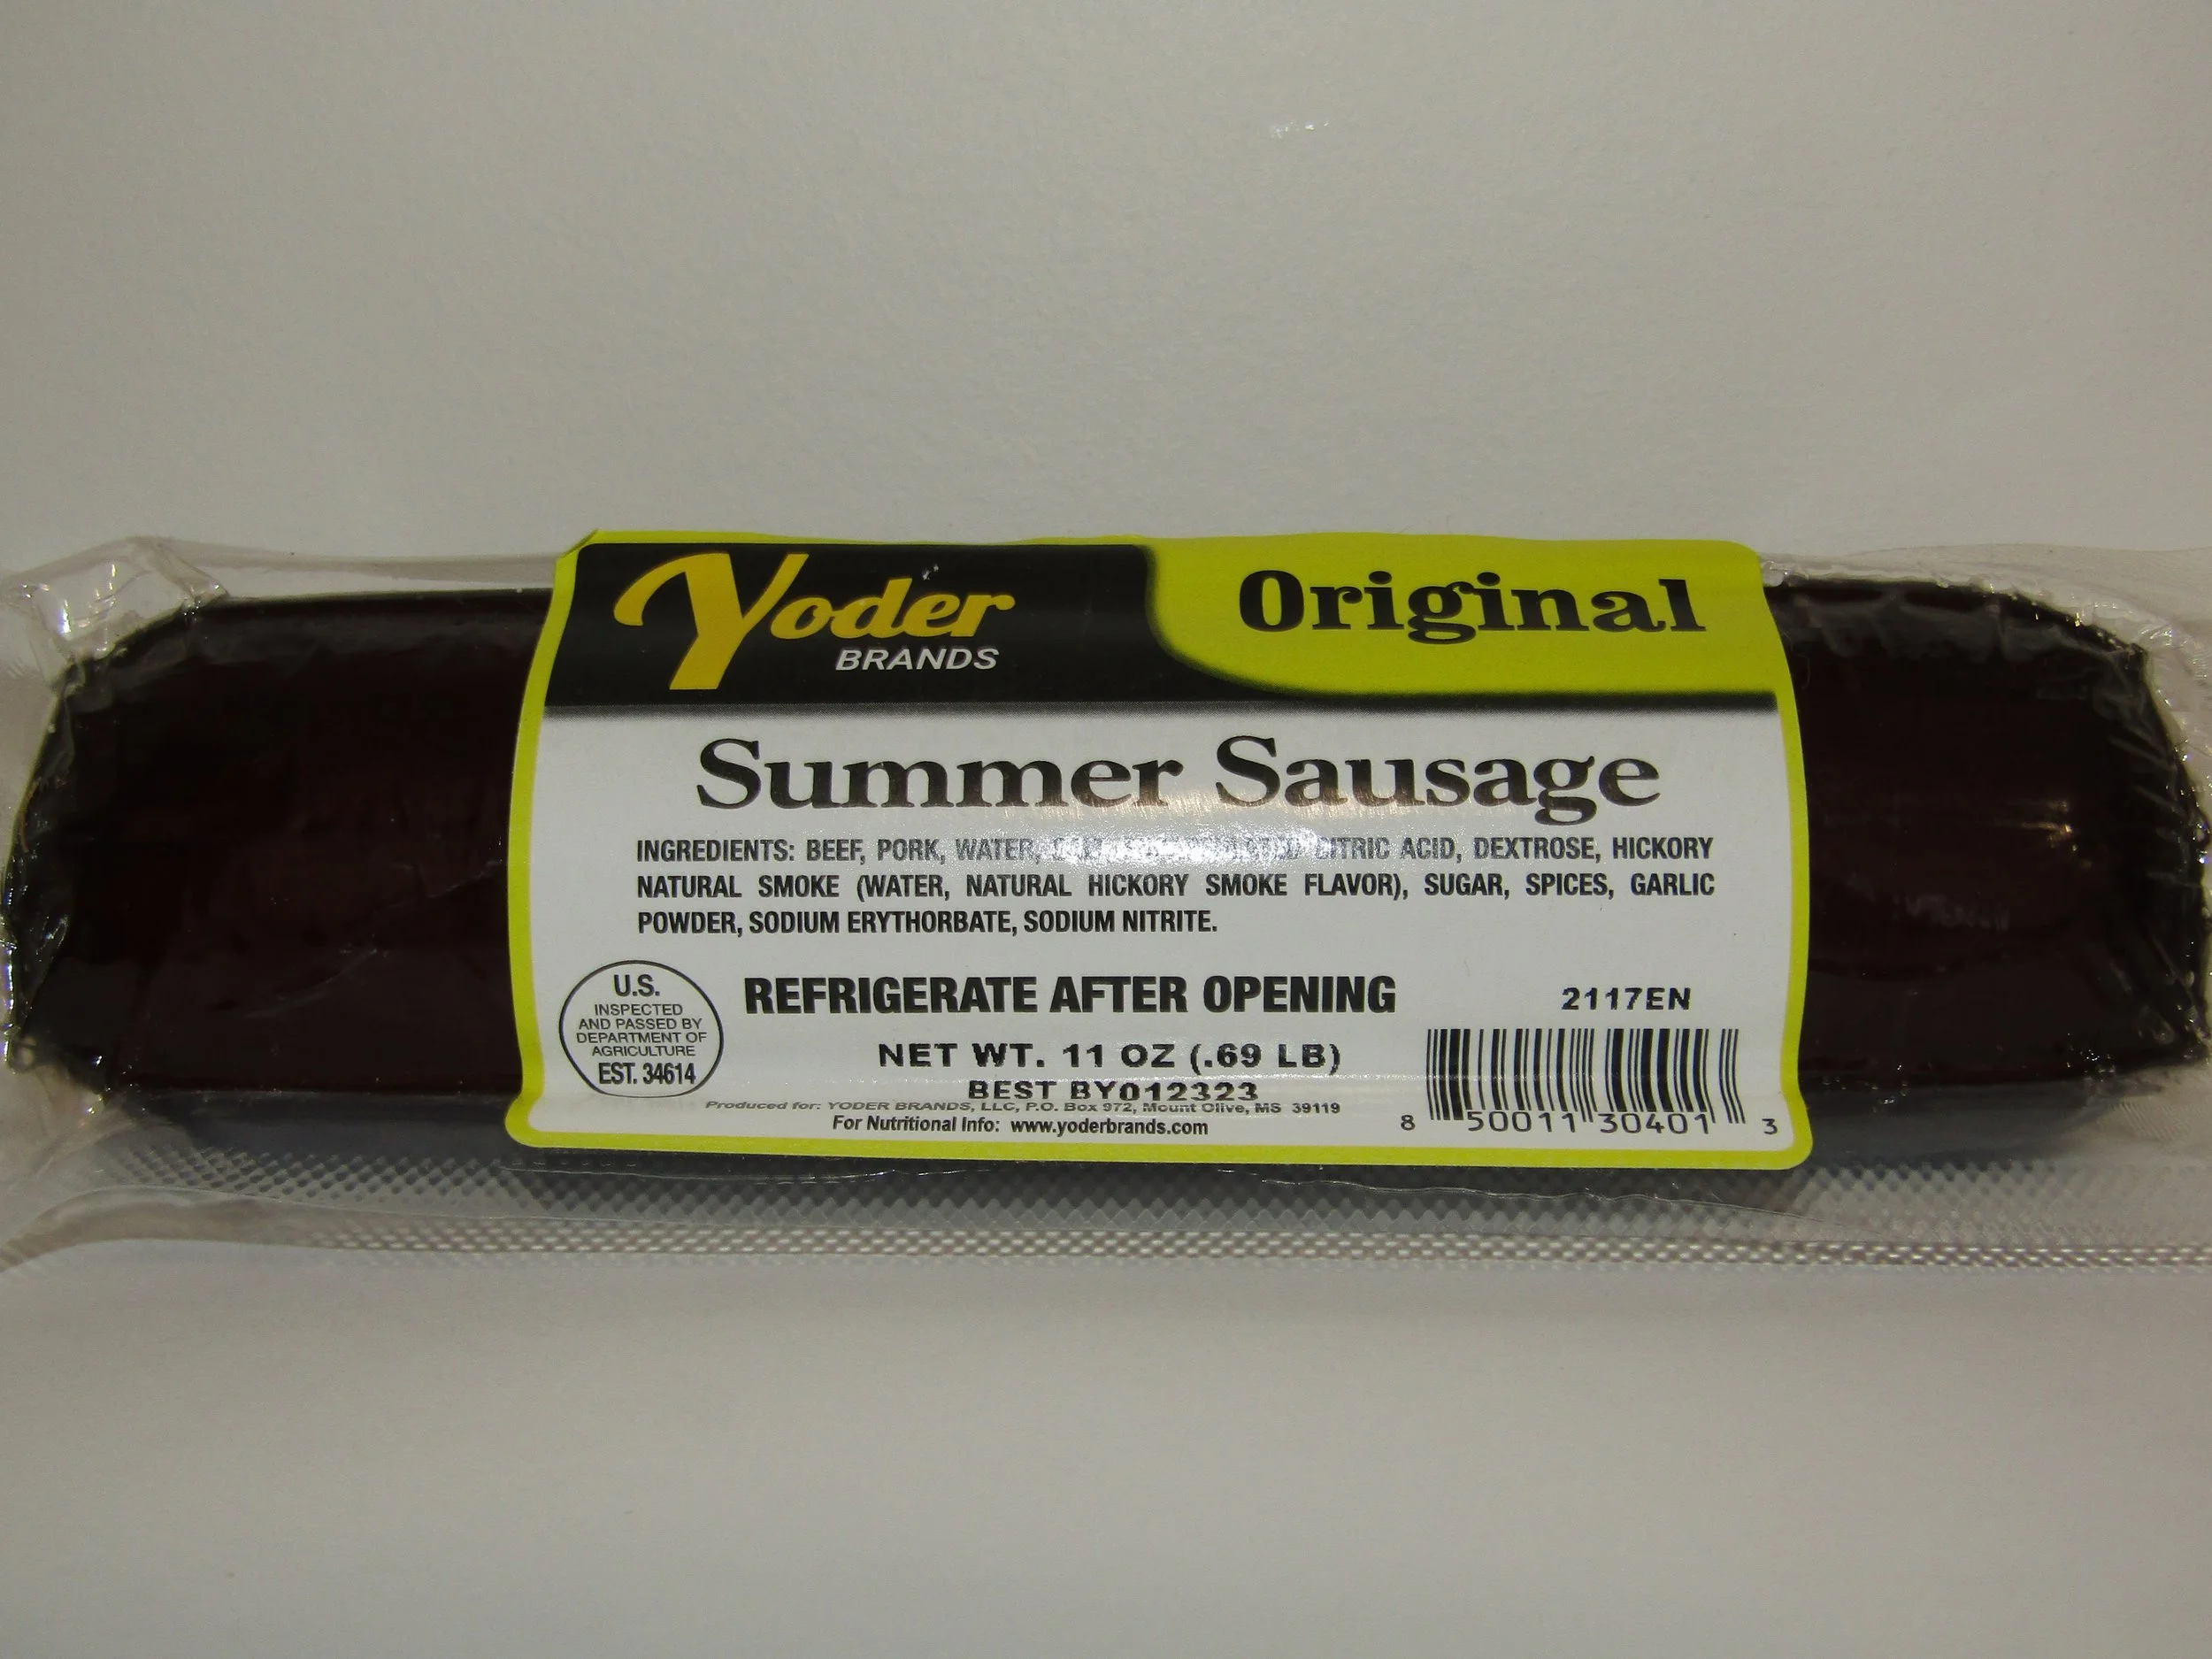 Yoder
BRANDS
Original
Summer Sausage
INGREDIENTS: BEEF, PORK, WATER, CITRIC ACID, DEXTROSE, HICKORY
NATURAL SMOKE (WATER, NATURAL HICKORY SMOKE FLAVOR), SUGAR, SPICES, GARLIC
POWDER, SODIUM ERYTHORBATE, SODIUM NITRITE.
U.S.
INSPECTED
AND PASSED BY
DEPARTMENT OF
AGRICULTURE
EST. 34614
REFRIGERATE AFTER OPENING
NET WT. 11 OZ (.69 LB)
BEST BY012323
Produced for: YODER BRANDS, LLC, P.O. Box 972, Mount Olive, MS 39119
For Nutritional Info: www.yoderbrands.com
2117EN
8 50011 30401 3